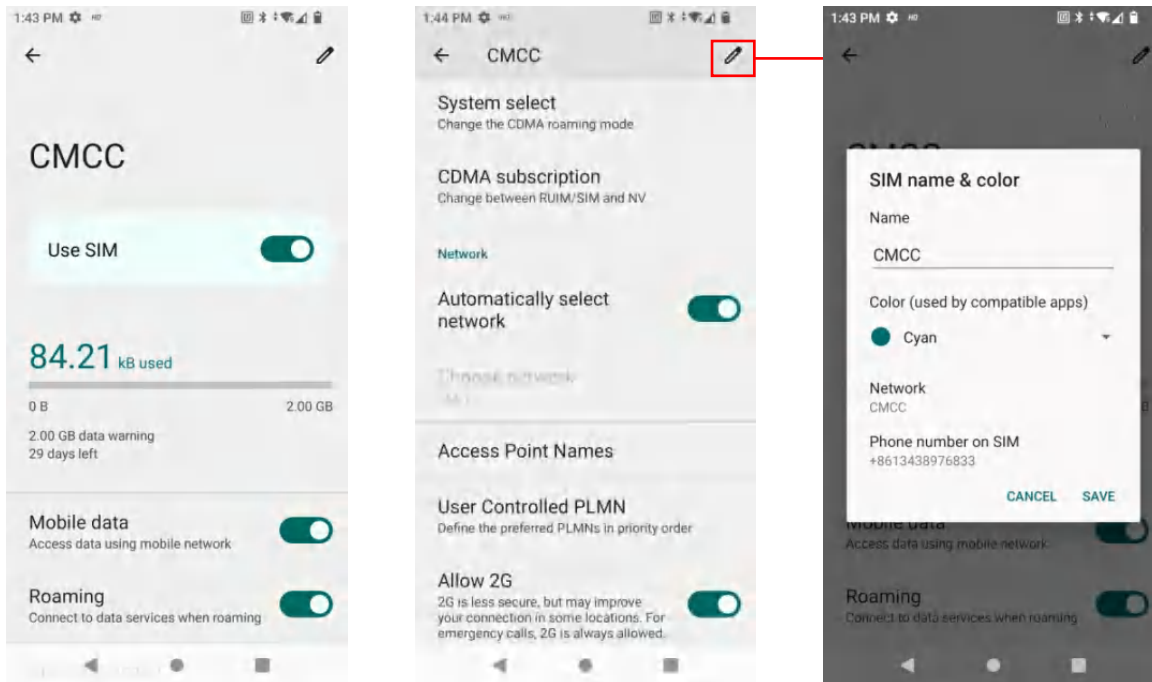 1:43 PM HD
CMCC
Use SIM
84.21 kB used
0 B 2.00 GB
2.00 GB data warning
29 days left
Mobile data
Access data using mobile network
Roaming
Connect to data services when roaming
1:44 PM
CMCC
System select
Change the CDMA roaming mode
CDMA subscription
Change between RUIM/SIM and NV
Network
Automatically select
network
Choose network
Access Point Names
User Controlled PLMN
Define the preferred PLMNs in priority order
Allow 2G
2G is less secure, but may improve
your connection in some locations. For
emergency calls, 2G is always allowed.
1:43 PM HD
SIM name & color
Name
CMCC
Color (used by compatible apps)
Cyan
Network
CMCC
Phone number on SIM
+8613438976833
CANCEL SAVE
Mobile data
Access data using mobile network
Roaming
Connect to data services when roaming